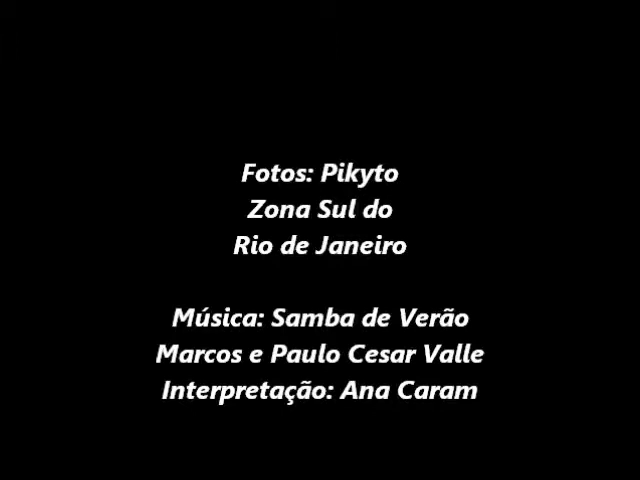 Fotos: Pikyto
Zona Sul do
Rio de Janeiro
Música: Samba de Verão
Marcos e Paulo Cesar Valle
Interpretação: Ana Caram